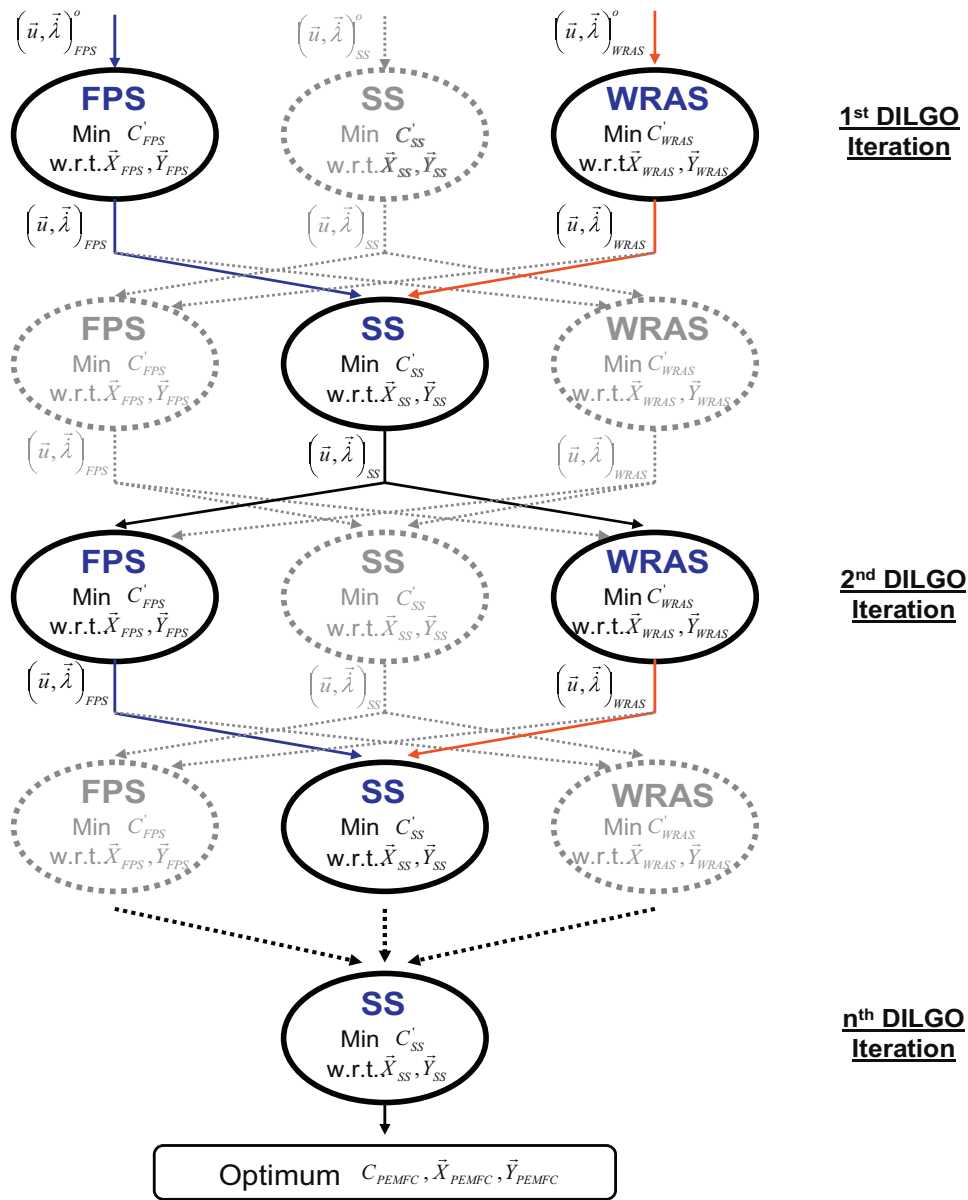 (u⃗, λ⃗̇)°FPS (u⃗, λ⃗̇)°SS (u⃗, λ⃗̇)°WRAS
FPS SS WRAS
Min C'FPS Min C'SS Min C'WRAS
w.r.t. X⃗FPS, Y⃗FPS w.r.t. X⃗SS, Y⃗SS w.r.t X⃗WRAS, Y⃗WRAS
1st DILGO
Iteration
(u⃗, λ⃗̇)FPS (u⃗, λ⃗̇)SS (u⃗, λ⃗̇)WRAS
FPS SS WRAS
Min C'FPS Min C'SS Min C'WRAS
w.r.t. X⃗FPS, Y⃗FPS w.r.t. X⃗SS, Y⃗SS w.r.t. X⃗WRAS, Y⃗WRAS
(u⃗, λ⃗̇)FPS (u⃗, λ⃗̇)SS (u⃗, λ⃗̇)WRAS
FPS SS WRAS
Min C'FPS Min C'SS Min C'WRAS
w.r.t. X⃗FPS, Y⃗FPS w.r.t. X⃗SS, Y⃗SS w.r.t. X⃗WRAS, Y⃗WRAS
2nd DILGO
Iteration
(u⃗, λ⃗̇)FPS (u⃗, λ⃗̇)SS (u⃗, λ⃗̇)WRAS
FPS SS WRAS
Min C'FPS Min C'SS Min C'WRAS
w.r.t. X⃗FPS, Y⃗FPS w.r.t. X⃗SS, Y⃗SS w.r.t. X⃗WRAS, Y⃗WRAS
SS
Min C'SS
w.r.t. X⃗SS, Y⃗SS
nth DILGO
Iteration
Optimum CPEMFC, X⃗PEMFC, Y⃗PEMFC